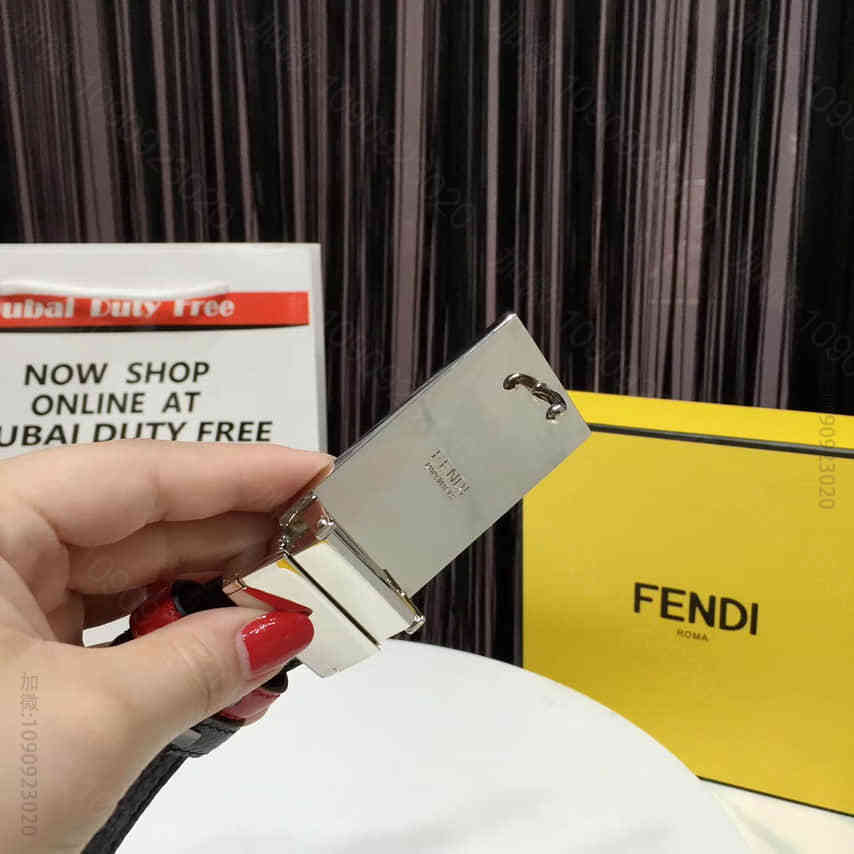 ubai Duty Free
NOW SHOP
ONLINE AT
UBAI DUTY FREE
FENDI
FENDI
ROMA
加微:1090923020